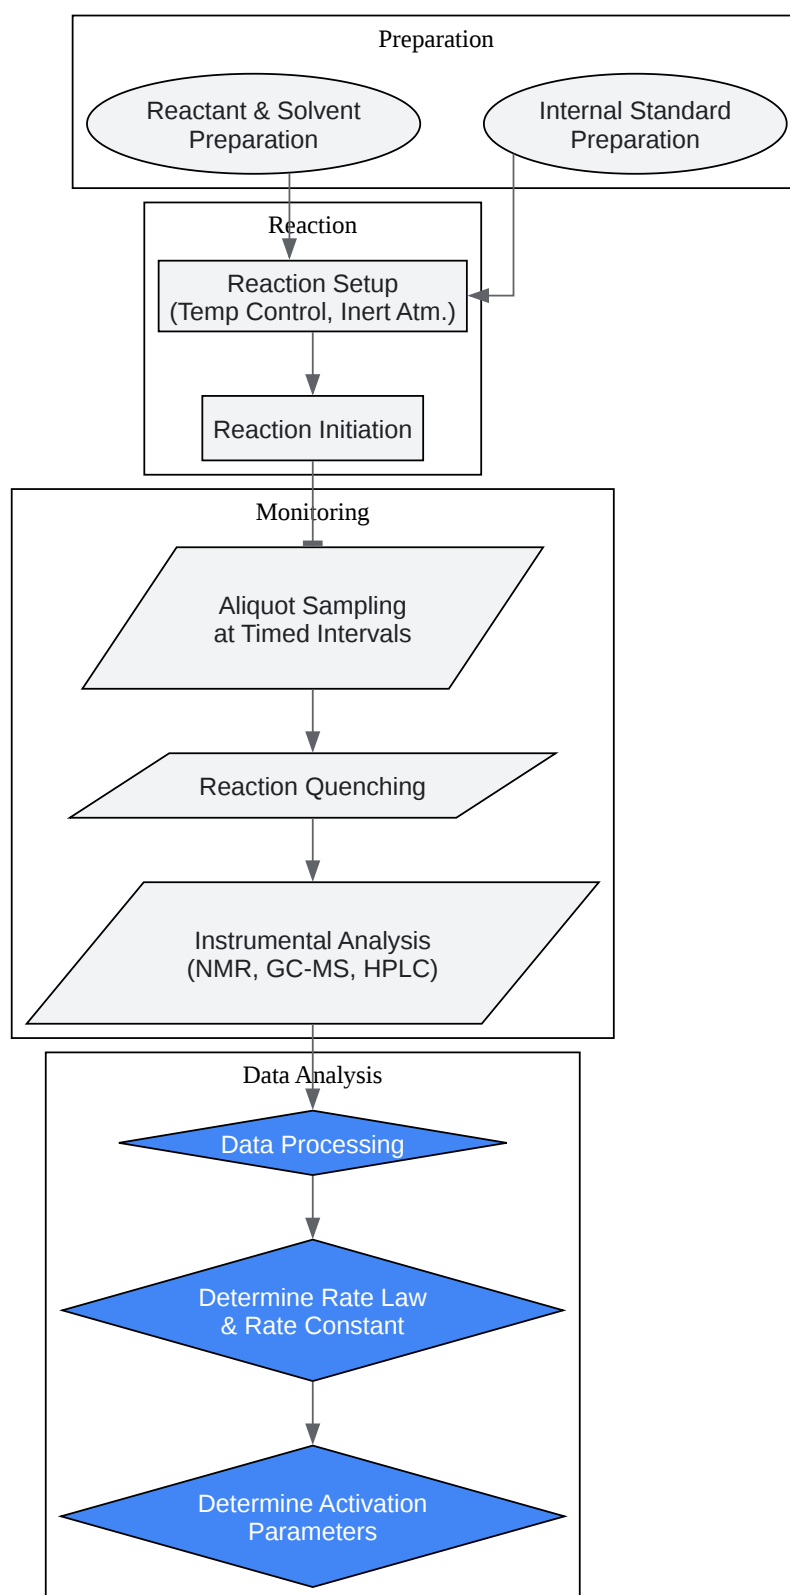 Preparation
Reactant & Solvent
Preparation
Internal Standard
Preparation
Reaction
Reaction Setup
(Temp Control, Inert Atm.)
Reaction Initiation
Monitoring
Aliquot Sampling
at Timed Intervals
Reaction Quenching
Instrumental Analysis
(NMR, GC-MS, HPLC)
Data Analysis
Data Processing
Determine Rate Law
& Rate Constant
Determine Activation
Parameters